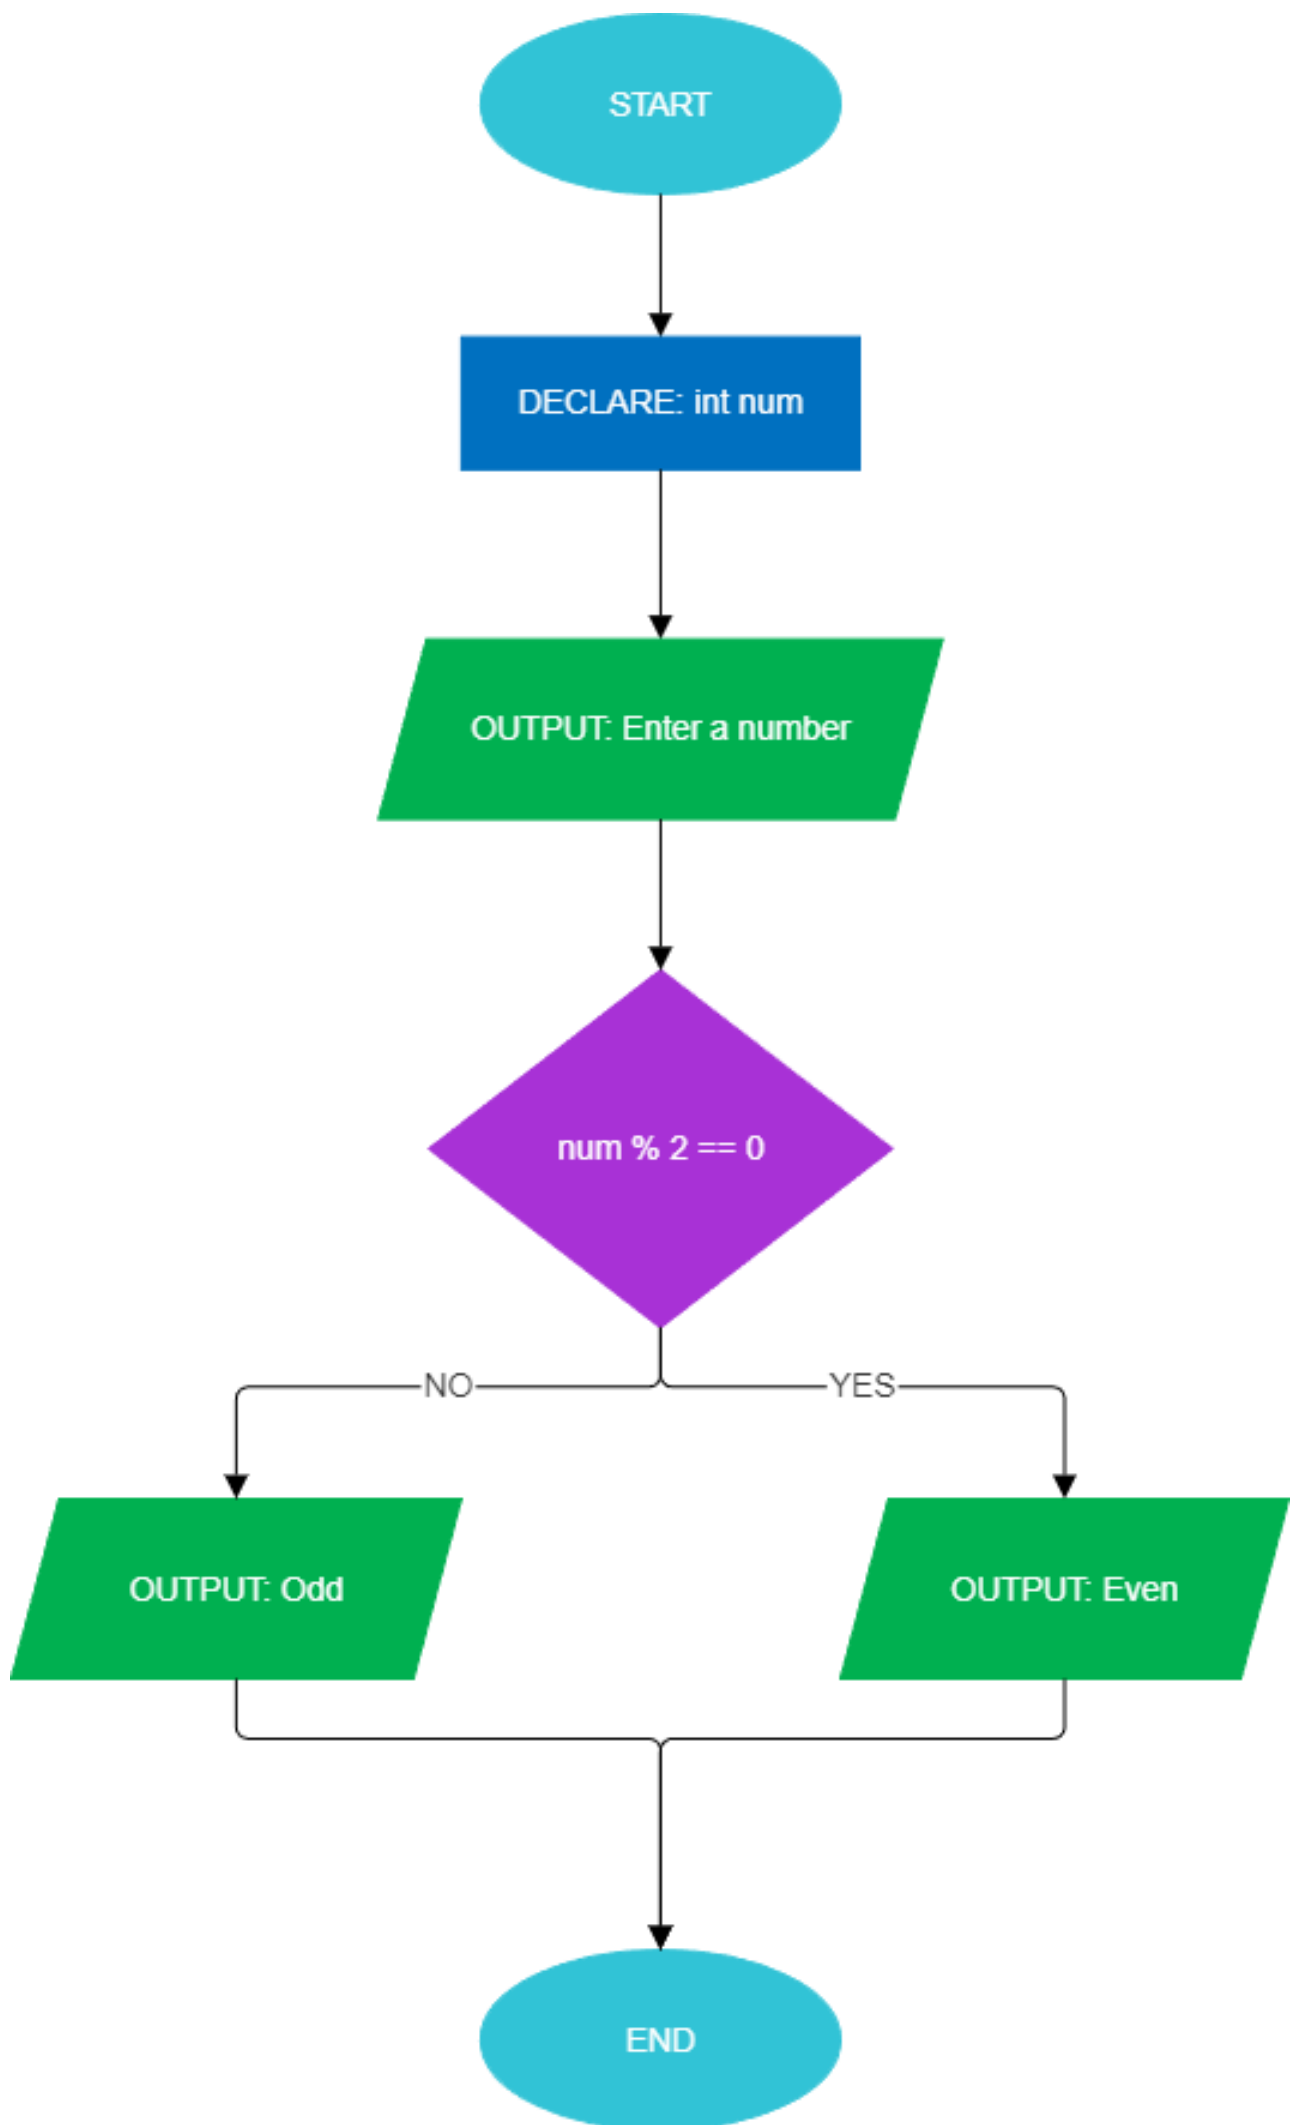 START
DECLARE: int num
OUTPUT: Enter a number
num % 2 == 0
NO
YES
OUTPUT: Odd
OUTPUT: Even
END